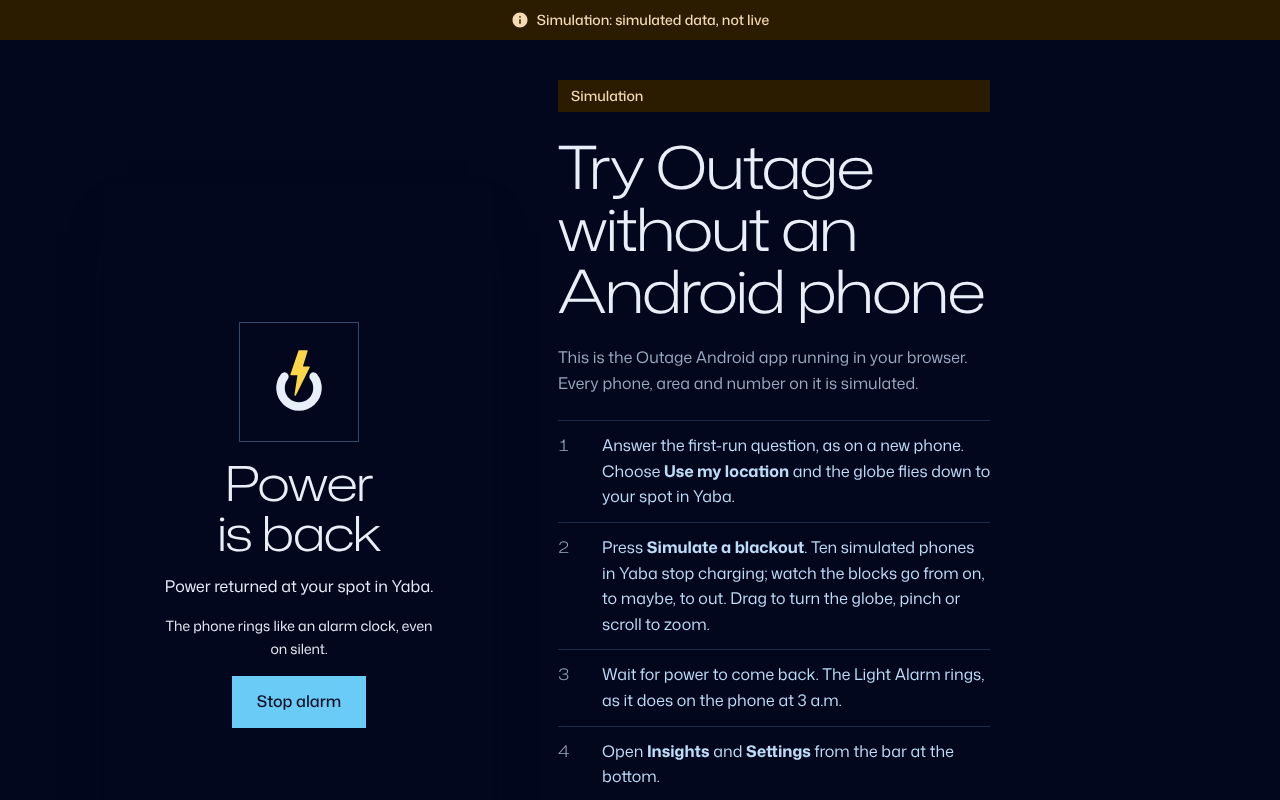 Simulation: simulated data, not live
Simulation
Try Outage
without an
Android phone
This is the Outage Android app running in your browser.
Every phone, area and number on it is simulated.
1 Answer the first-run question, as on a new phone.
Choose Use my location and the globe flies down to
your spot in Yaba.
2 Press Simulate a blackout. Ten simulated phones
in Yaba stop charging; watch the blocks go from on,
to maybe, to out. Drag to turn the globe, pinch or
scroll to zoom.
3 Wait for power to come back. The Light Alarm rings,
as it does on the phone at 3 a.m.
4 Open Insights and Settings from the bar at the
bottom.
Power
is back
Power returned at your spot in Yaba.
The phone rings like an alarm clock, even
on silent.
Stop alarm